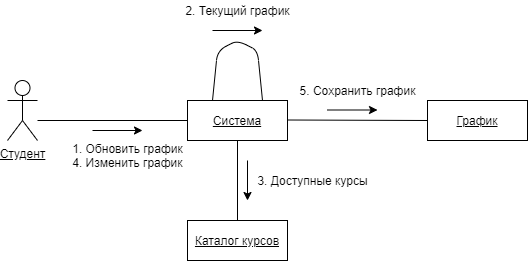 2. Текущий график
5. Сохранить график
Система
График
Студент
1. Обновить график
4. Изменить график
3. Доступные курсы
Каталог курсов